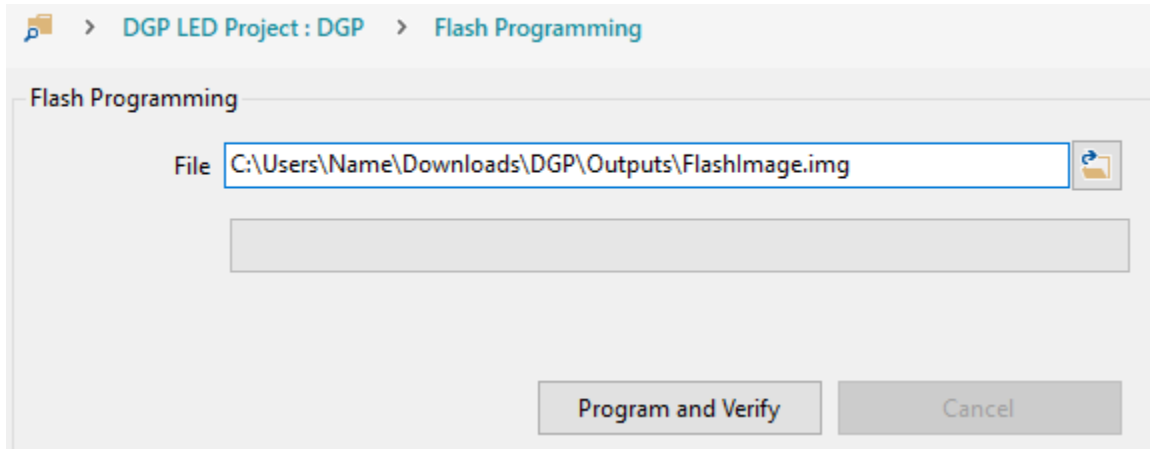 > DGP LED Project : DGP > Flash Programming
Flash Programming
File C:\Users\Name\Downloads\DGP\Outputs\FlashImage.img
Program and Verify Cancel